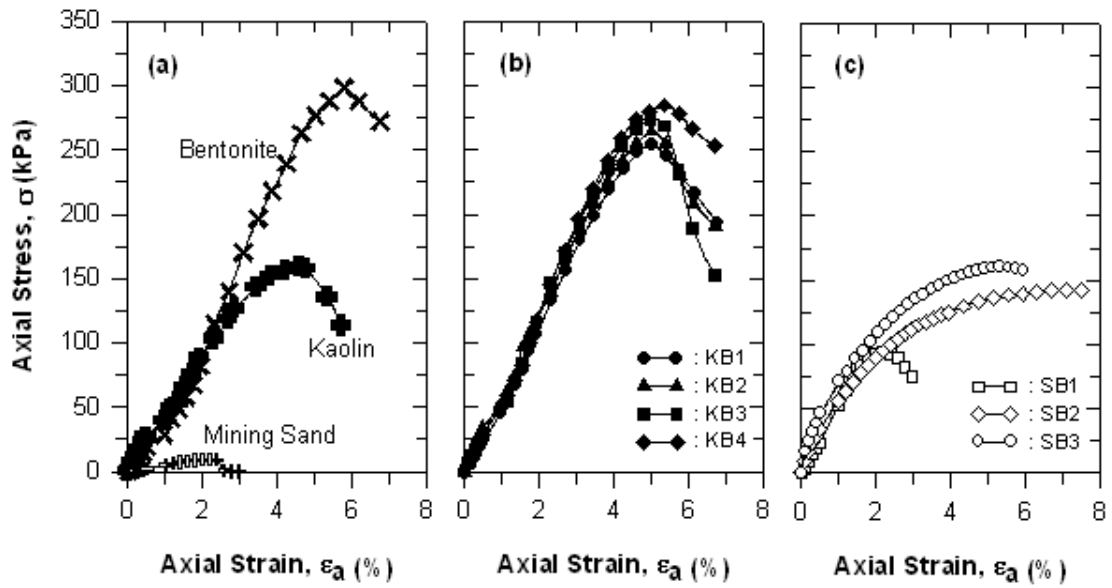 350
300
250
200
150
100
50
0
Axial Stress, σ (kPa)
(a)
Bentonite
Kaolin
Mining Sand
0 2 4 6 8
Axial Strain, εa (%)
(b)
: KB1
: KB2
: KB3
: KB4
0 2 4 6 8
Axial Strain, εa (%)
(c)
: SB1
: SB2
: SB3
0 2 4 6 8
Axial Strain, εa (%)